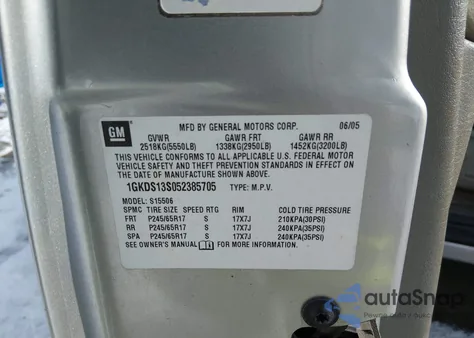 MFD BY GENERAL MOTORS CORP. 06/05
GM GVWR GAWR FRT GAWR RR
2518KG(5550LB) 1338KG(2950LB) 1452KG(3200LB)
THIS VEHICLE CONFORMS TO ALL APPLICABLE U.S. FEDERAL MOTOR
VEHICLE SAFETY AND THEFT PREVENTION STANDARDS IN EFFECT
ON THE DATE OF MANUFACTURE SHOWN ABOVE.
1GKDS13S052385705 TYPE: M.P.V.
MODEL: S15506
SPMC TIRE SIZE SPEED RTG RIM COLD TIRE PRESSURE
FRT P245/65R17 S 17X7J 210KPA(30PSI)
RR P245/65R17 S 17X7J 240KPA(35PSI)
SPA P245/65R17 S 17X7J 240KPA(35PSI)
SEE OWNER'S MANUAL FOR MORE INFORMATION.
autoSnap